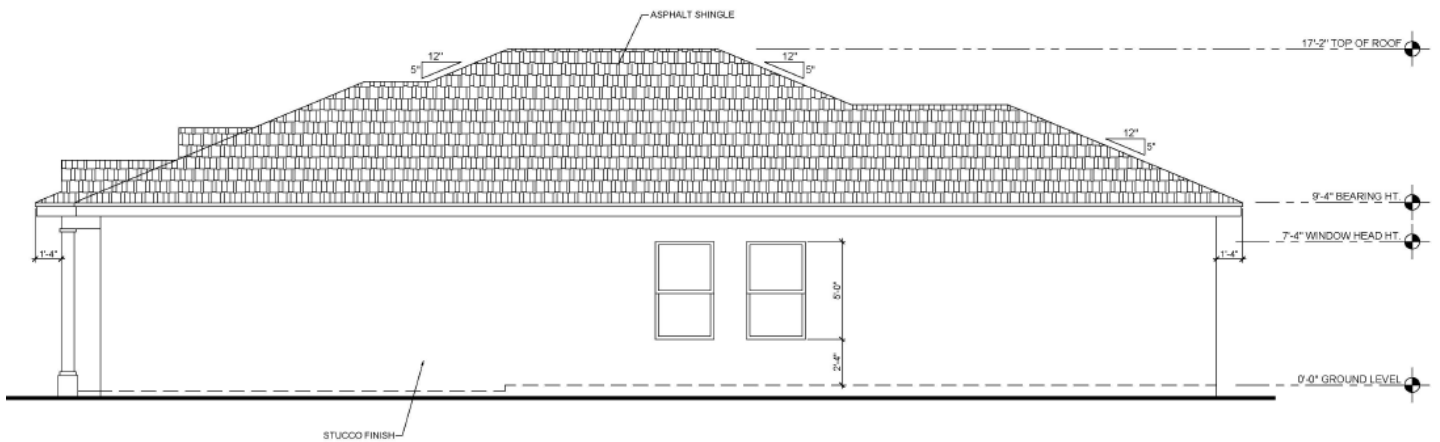 ASPHALT SHINGLE
17'-2" TOP OF ROOF
12"
5"
12"
5"
12"
5"
9'-4" BEARING HT.
7'-4" WINDOW HEAD HT.
1'-4"
1'-4"
5'-0"
2'-4"
0'-0" GROUND LEVEL
STUCCO FINISH